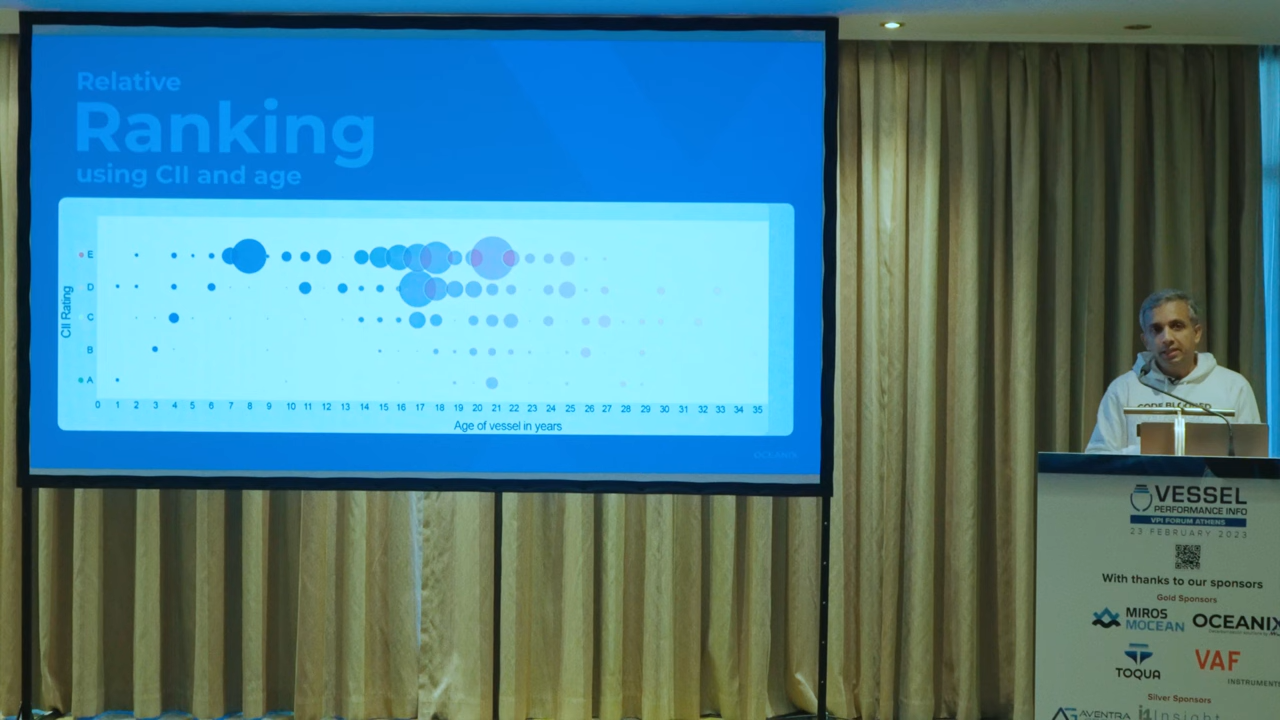 Relative
Ranking
using CII and age
CII Rating
E
D
C
B
A
0 1 2 3 4 5 6 7 8 9 10 11 12 13 14 15 16 17 18 19 20 21 22 23 24 25 26 27 28 29 30 31 32 33 34 35
Age of vessel in years
OCEANIX
VESSEL
PERFORMANCE INFO
VPI FORUM ATHENS
23 FEBRUARY 2023
With thanks to our sponsors
Gold Sponsors
MIROS
MOCEAN
OCEANIX
TOQUA
VAF
INSTRUMENTS
Silver Sponsors
AVENTRA
insight